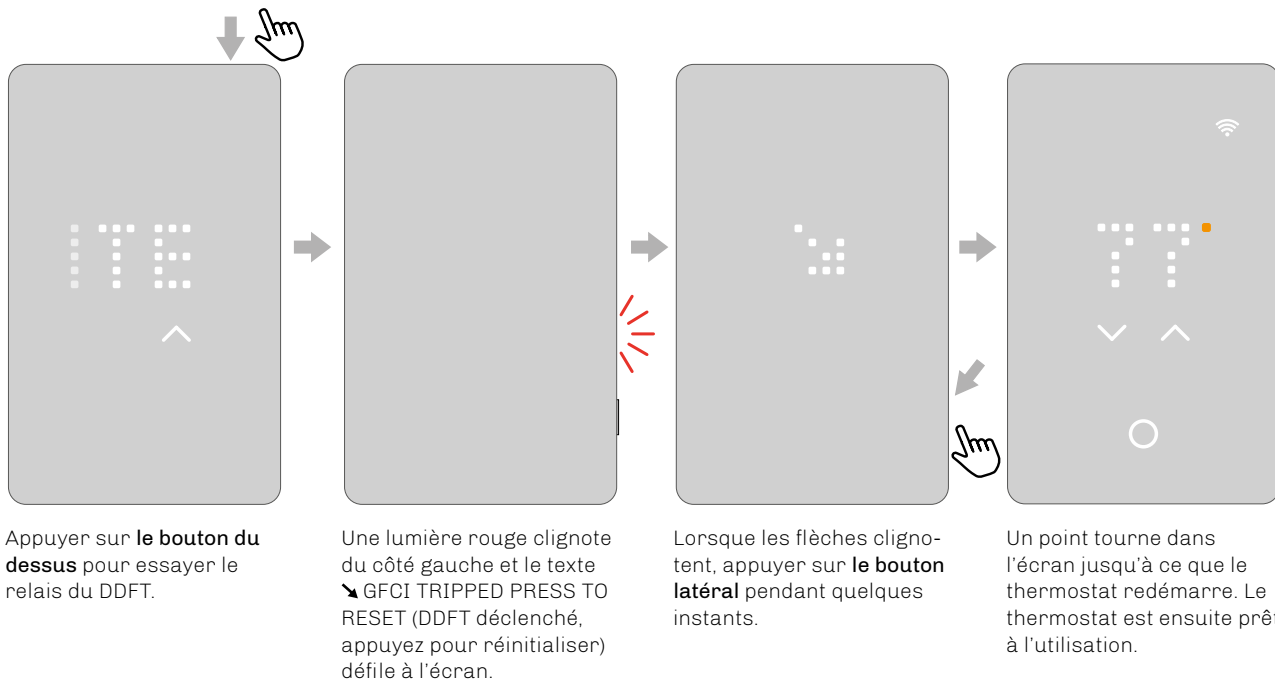 ITE
77
Appuyer sur le bouton du
dessus pour essayer le
relais du DDFT.
Une lumière rouge clignote
du côté gauche et le texte
➘ GFCI TRIPPED PRESS TO
RESET (DDFT déclenché,
appuyez pour réinitialiser)
défile à l'écran.
Lorsque les flèches cligno-
tent, appuyer sur le bouton
latéral pendant quelques
instants.
Un point tourne dans
l'écran jusqu'à ce que le
thermostat redémarre. Le
thermostat est ensuite prêt
à l'utilisation.